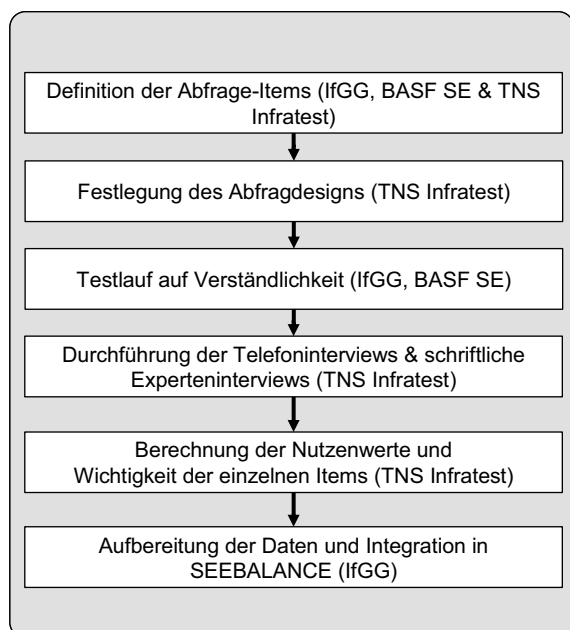 Definition der Abfrage-Items (IfGG, BASF SE & TNS
Infratest)
Festlegung des Abfragdesigns (TNS Infratest)
Testlauf auf Verständlichkeit (IfGG, BASF SE)
Durchführung der Telefoninterviews & schriftliche
Experteninterviews (TNS Infratest)
Berechnung der Nutzenwerte und
Wichtigkeit der einzelnen Items (TNS Infratest)
Aufbereitung der Daten und Integration in
SEEBALANCE (IfGG)